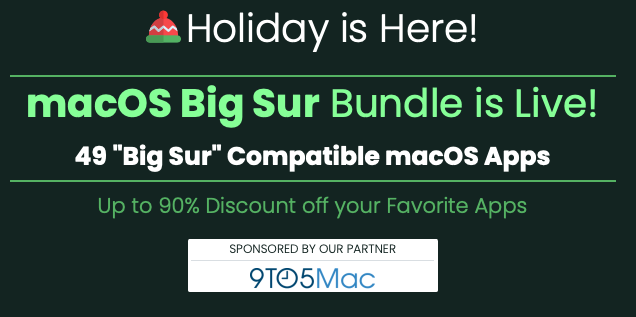 Holiday is Here!
macOS Big Sur Bundle is Live!
49 "Big Sur" Compatible macOS Apps
Up to 90% Discount off your Favorite Apps
SPONSORED BY OUR PARTNER
9TO5Mac